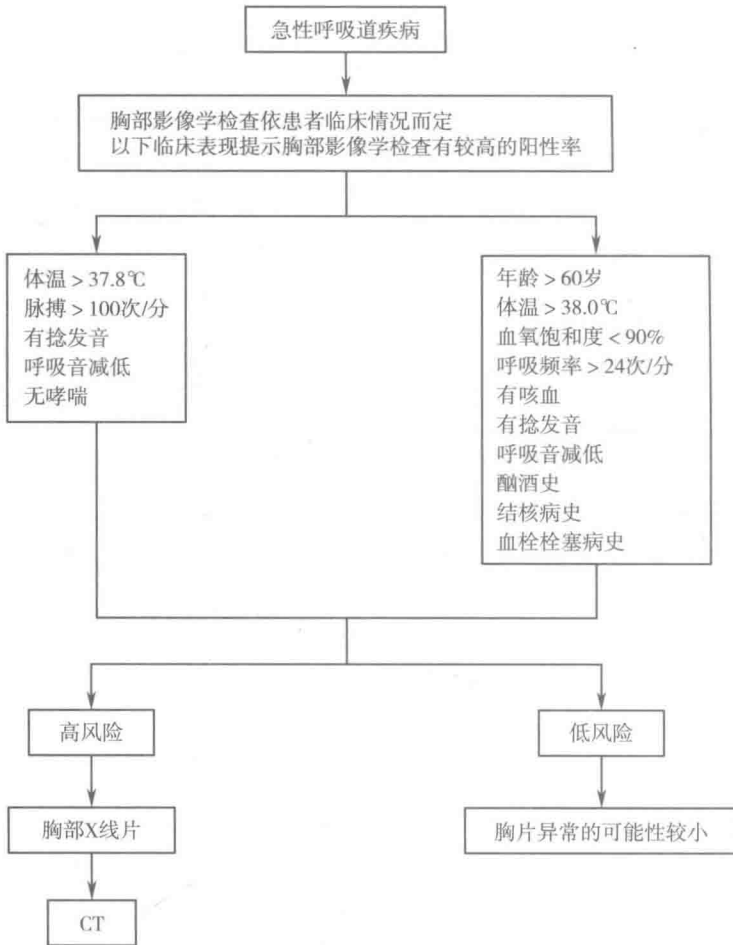 急性呼吸道疾病
胸部影像学检查依患者临床情况而定
以下临床表现提示胸部影像学检查有较高的阳性率
体温>37.8℃
脉搏>100次/分
有捻发音
呼吸音减低
无哮喘
年龄>60岁
体温>38.0℃
血氧饱和度<90%
呼吸频率>24次/分
有咳血
有捻发音
呼吸音减低
酗酒史
结核病史
血栓栓塞病史
高风险
低风险
胸部X线片
胸片异常的可能性较小
CT